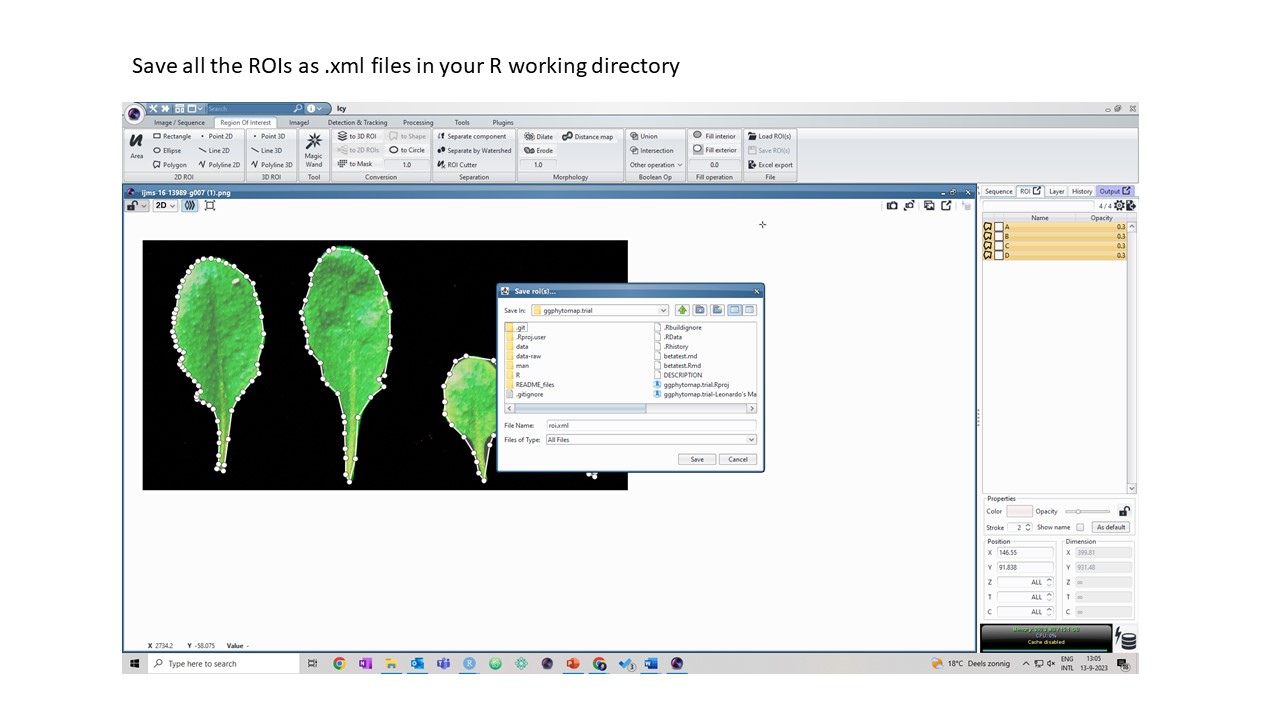 Save all the ROIs as .xml files in your R working directory
Search
Icy
Image / Sequence Region Of Interest ImageJ Detection & Tracking Processing Tools Plugins
Rectangle Point 2D Point 3D to 3D ROI to Shape Separate component Dilate Distance map Union Fill interior Load ROI(s)
Area Ellipse Line 2D Line 3D Magic Wand to 2D ROIs to Circle Separate by Watershed Erode Intersection Fill exterior Save ROI(s)
Polygon Polyline 2D Polyline 3D to Mask 1.0 ROI Cutter 1.0 Other operation 0.0 Excel export
2D ROI 3D ROI Tool Conversion Separation Morphology Boolean Op Fill operation File
ijms-16-13989-g007 (1).png
Sequence ROI Layer History Output
2D
4 / 4
Name Opacity
A 0.3
B 0.3
C 0.3
D 0.3
Save roi(s)...
Save In: ggphytomap.trial
.git .Rbuildignore
.Rproj.user .RData
data .Rhistory
data-raw betatest.md
man betatest.Rmd
R DESCRIPTION
README_files ggphytomap.trial.Rproj
.gitignore ggphytomap.trial-Leonardo's Ma
File Name: roi.xml
Files of Type: All Files
Save Cancel
Properties
Color Opacity
Stroke 2 Show name As default
Position Dimension
X 146.55 X 399.81
Y 91.838 Y 931.48
Z ALL Z ∞
T ALL T ∞
C ALL C ∞
CPU: 0%
Cache disabled
X 2734.2 Y -58.075 Value -
Type here to search
18°C Deels zonnig
ENG
INTL
13:05
13-9-2023